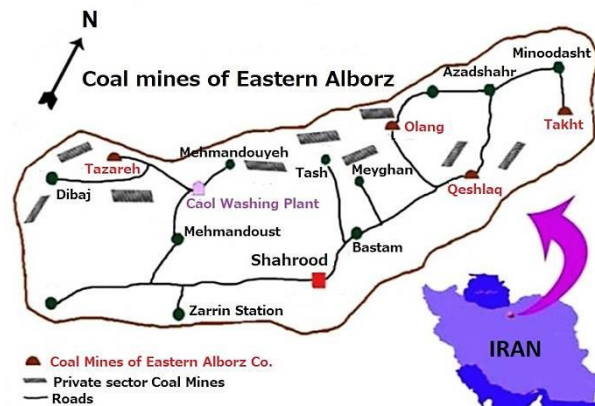 N
Coal mines of Eastern Alborz
Minoodasht
Azadshahr
Olang
Takht
Mehmandouyeh
Tazareh
Tash
Meyghan
Qeshlaq
Dibaj
Caol Washing Plant
Mehmandoust
Bastam
Shahrood
Zarrin Station
IRAN
Coal Mines of Eastern Alborz Co.
Private sector Coal Mines
Roads